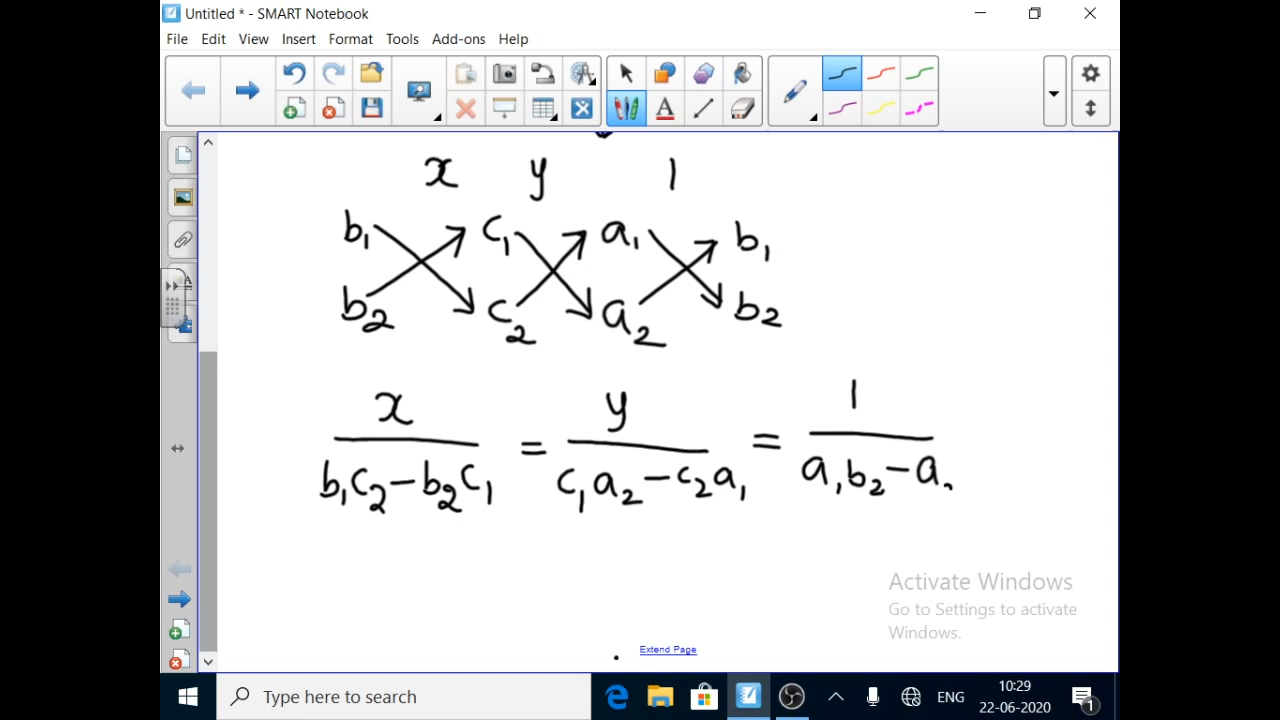 Untitled * - SMART Notebook
File Edit View Insert Format Tools Add-ons Help
x y 1
b₁ c₁ a₁ b₁
b₂ c₂ a₂ b₂
x y 1
= =
b₁c₂-b₂c₁ c₁a₂-c₂a₁ a₁b₂-a
Activate Windows
Go to Settings to activate
Windows.
Extend Page
Type here to search
ENG
10:29
22-06-2020
1